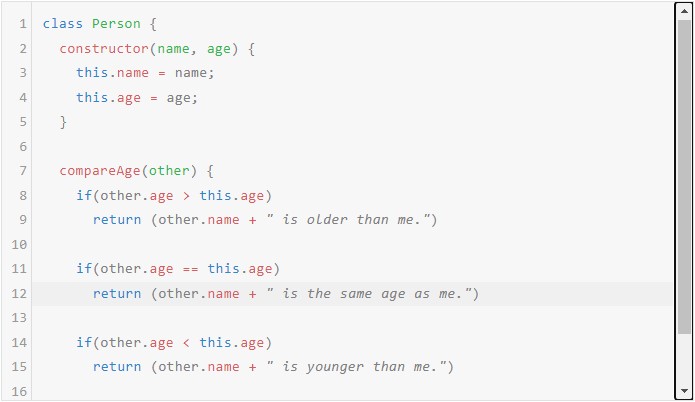 1 class Person {
2 constructor(name, age) {
3 this.name = name;
4 this.age = age;
5 }
6
7 compareAge(other) {
8 if(other.age > this.age)
9 return (other.name + " is older than me.")
10
11 if(other.age == this.age)
12 return (other.name + " is the same age as me.")
13
14 if(other.age < this.age)
15 return (other.name + " is younger than me.")
16